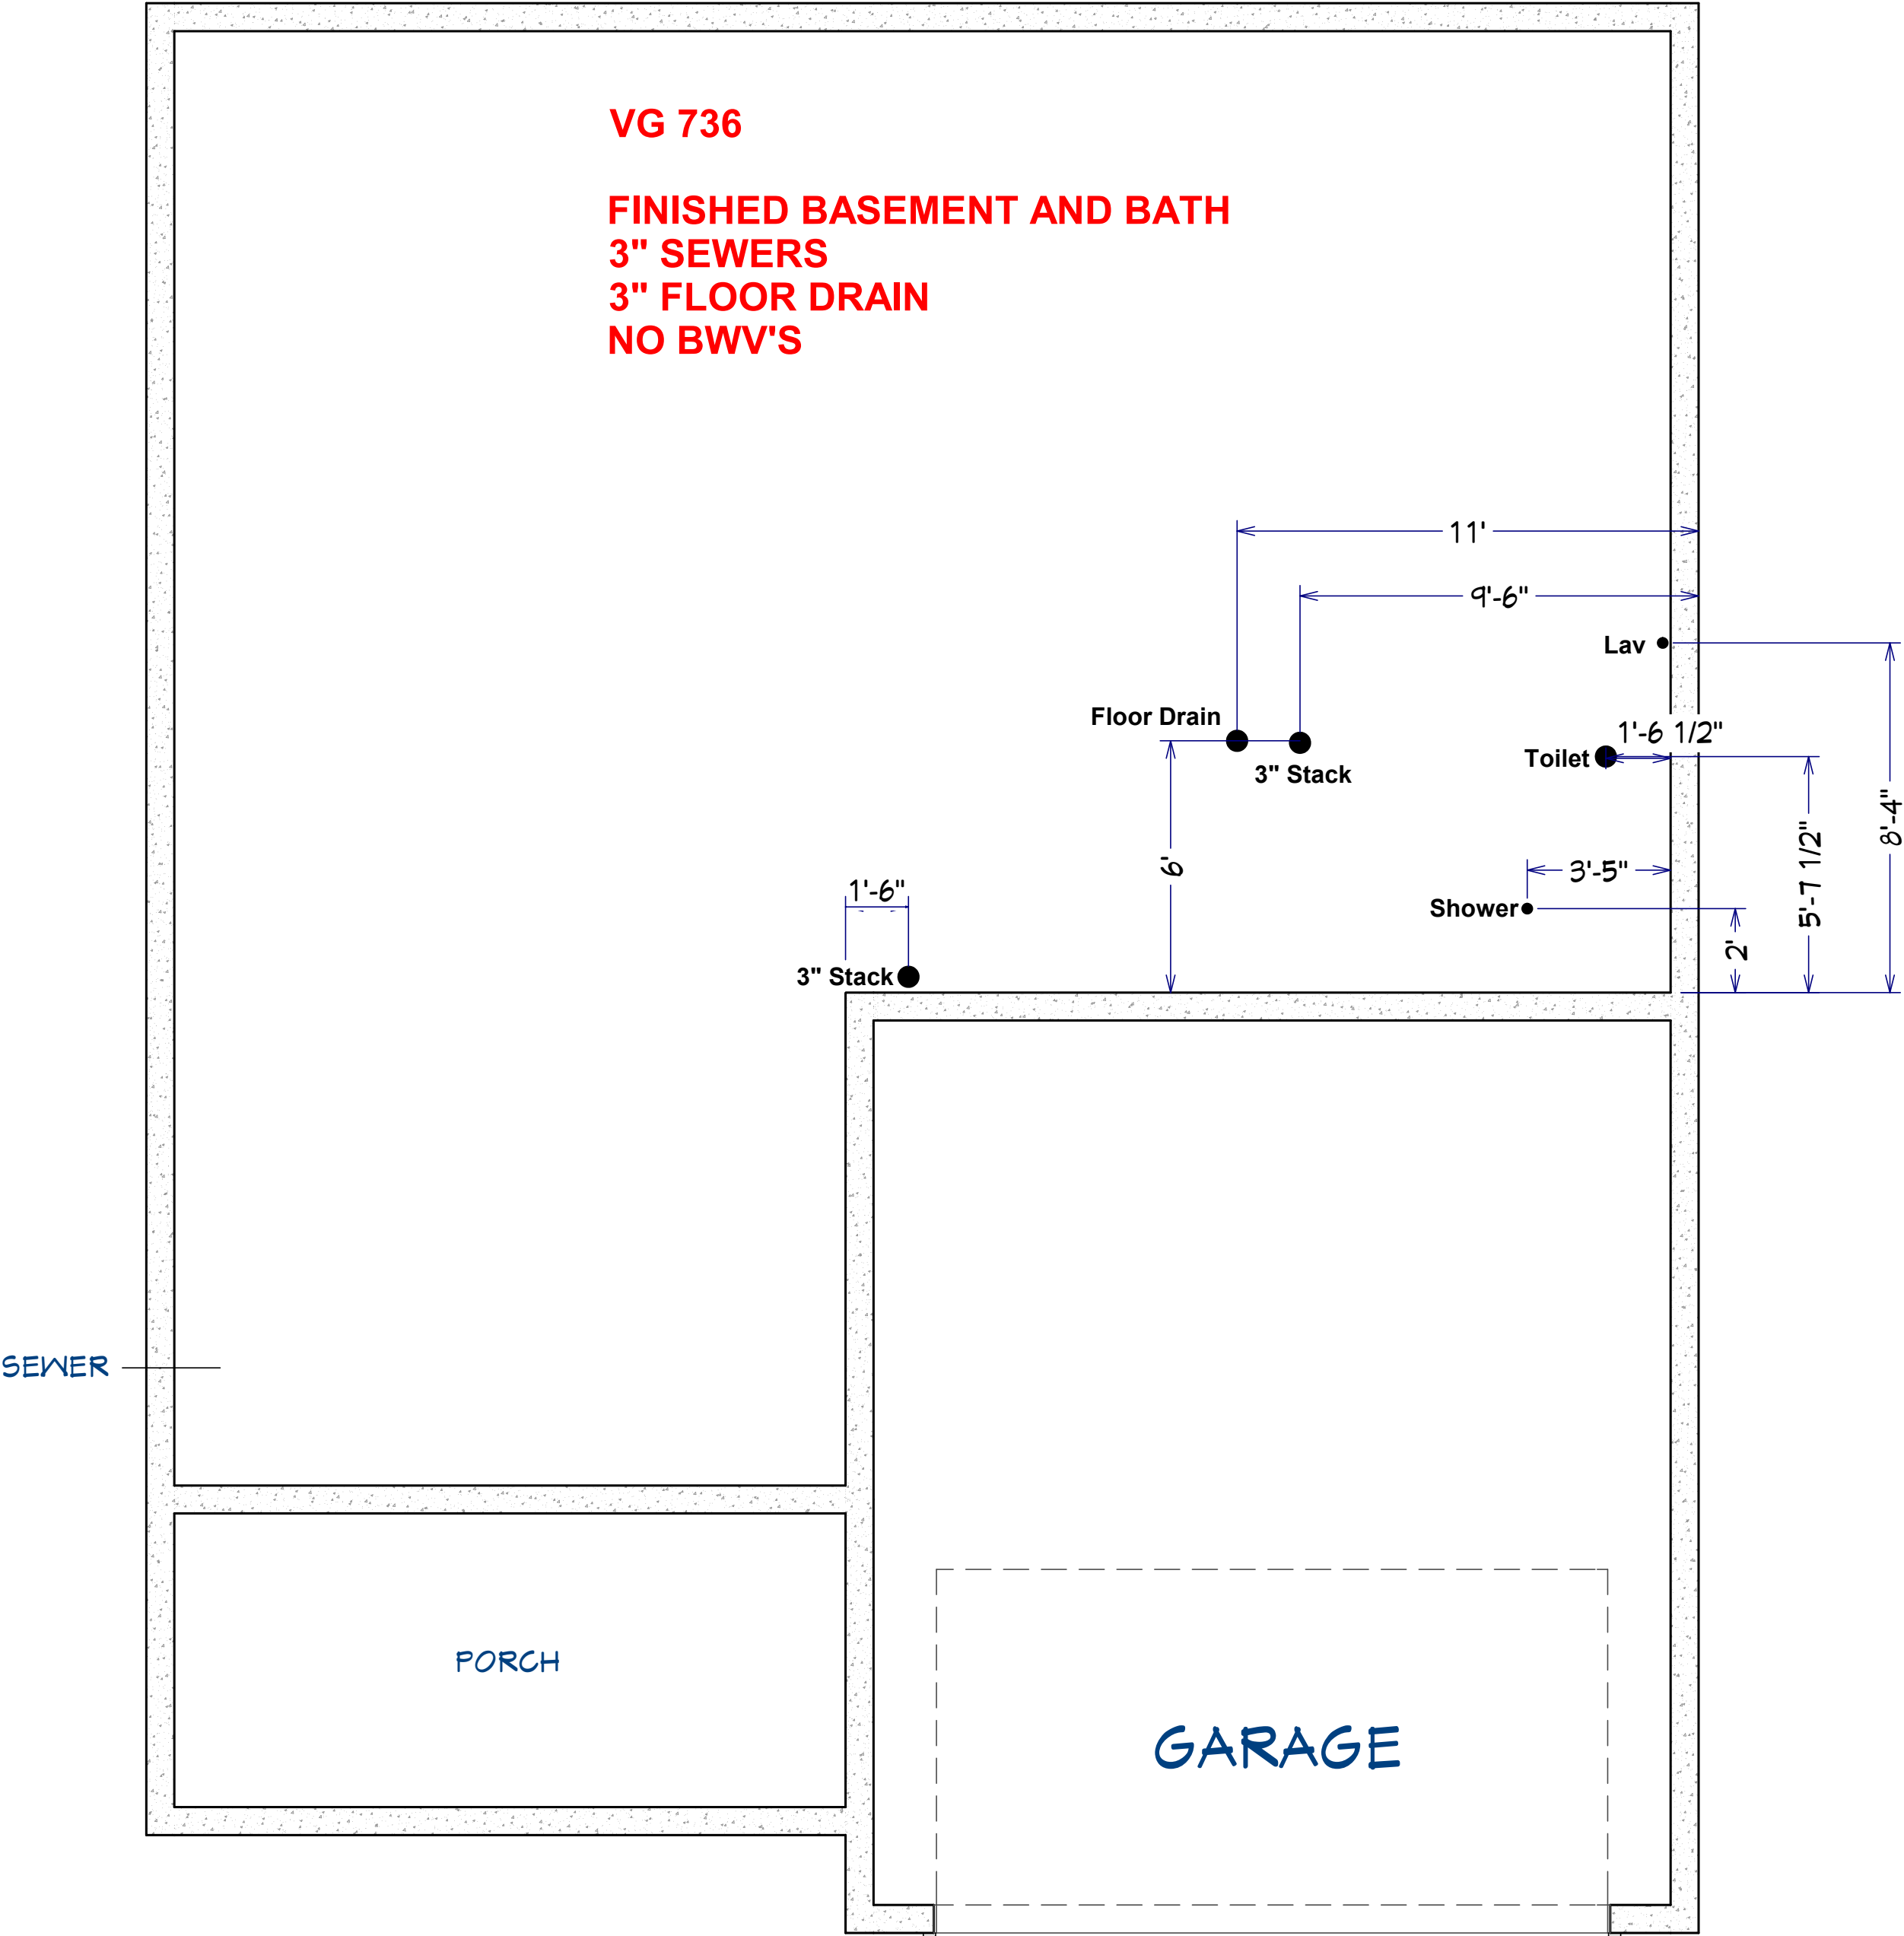 VG 736
FINISHED BASEMENT AND BATH
3" SEWERS
3" FLOOR DRAIN
NO BWV'S
11'
9'-6"
Lav
Floor Drain
1'-6 1/2"
Toilet
3" Stack
8'-4"
5'-7 1/2"
6'
3'-5"
1'-6"
Shower
2'
3" Stack
SEWER
PORCH
GARAGE